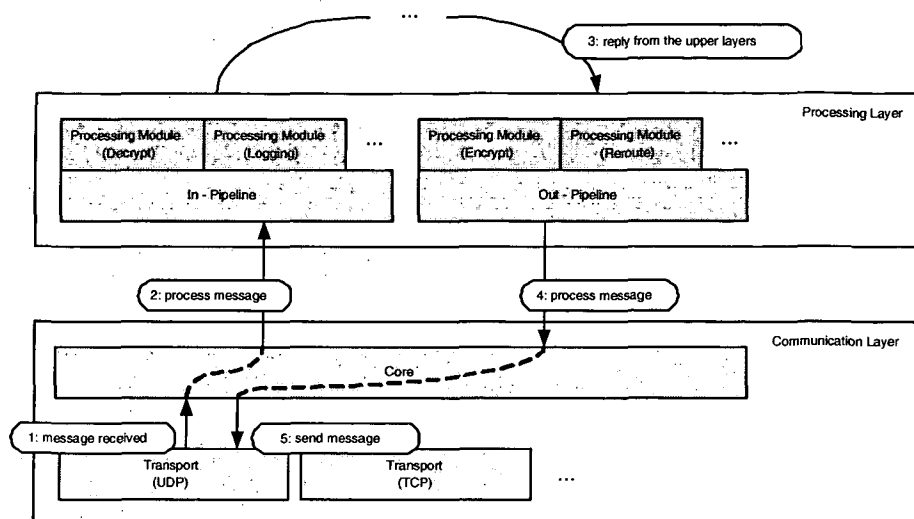 ...
3: reply from the upper layers
Processing Layer
Processing Module
(Decrypt)
Processing Module
(Logging)
...
Processing Module
(Encrypt)
Processing Module
(Reroute)
...
In - Pipeline
Out - Pipeline
2: process message
4: process message
Communication Layer
Core
1: message received
5: send message
Transport
(UDP)
Transport
(TCP)
...